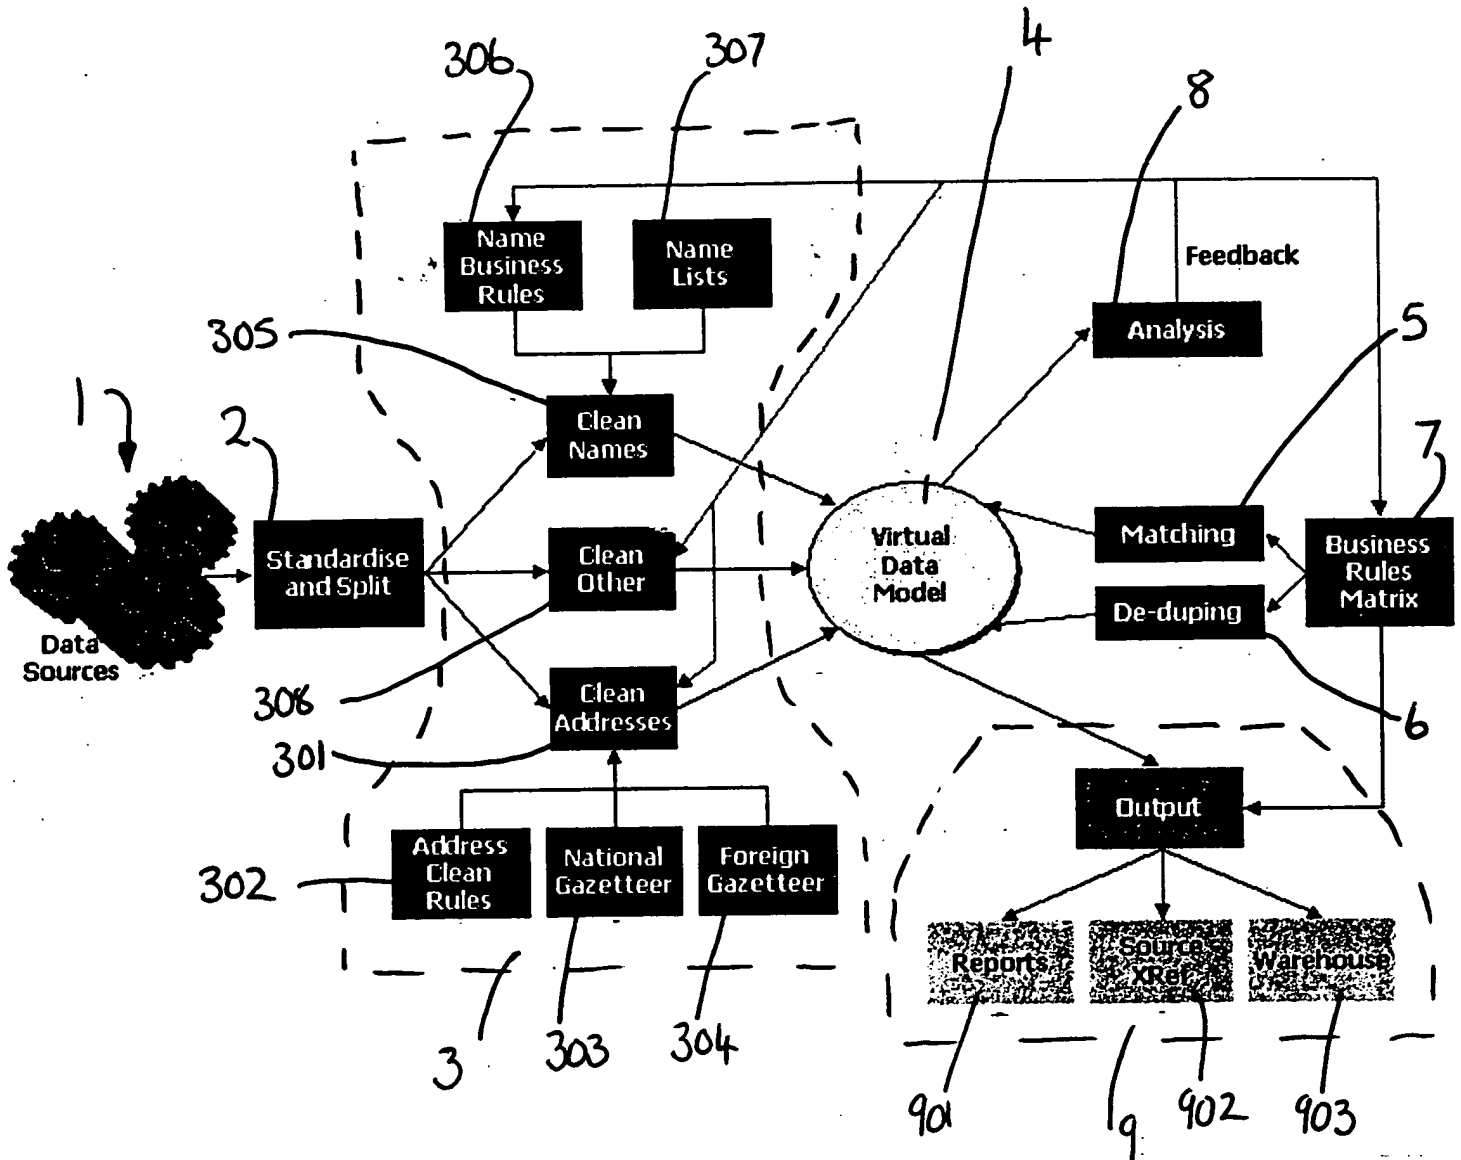 306
307
4
8
Name
Business
Rules
Name
Lists
Feedback
305
Analysis
5
1
2
Clean
Names
7
Standardise
and Split
Clean
Other
Virtual
Data
Model
Matching
De-duping
Business
Rules
Matrix
Data
Sources
308
Clean
Addresses
6
301
Output
302
Address
Clean
Rules
National
Gazetteer
Foreign
Gazetteer
Reports
Source
XRef
Warehouse
3
303
304
901
9
902
903